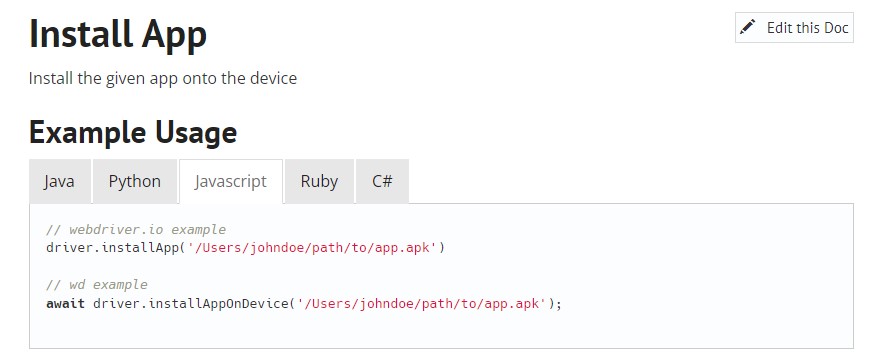 Install App
Edit this Doc
Install the given app onto the device
Example Usage
Java Python Javascript Ruby C#
// webdriver.io example
driver.installApp('/Users/johndoe/path/to/app.apk')
// wd example
await driver.installAppOnDevice('/Users/johndoe/path/to/app.apk');